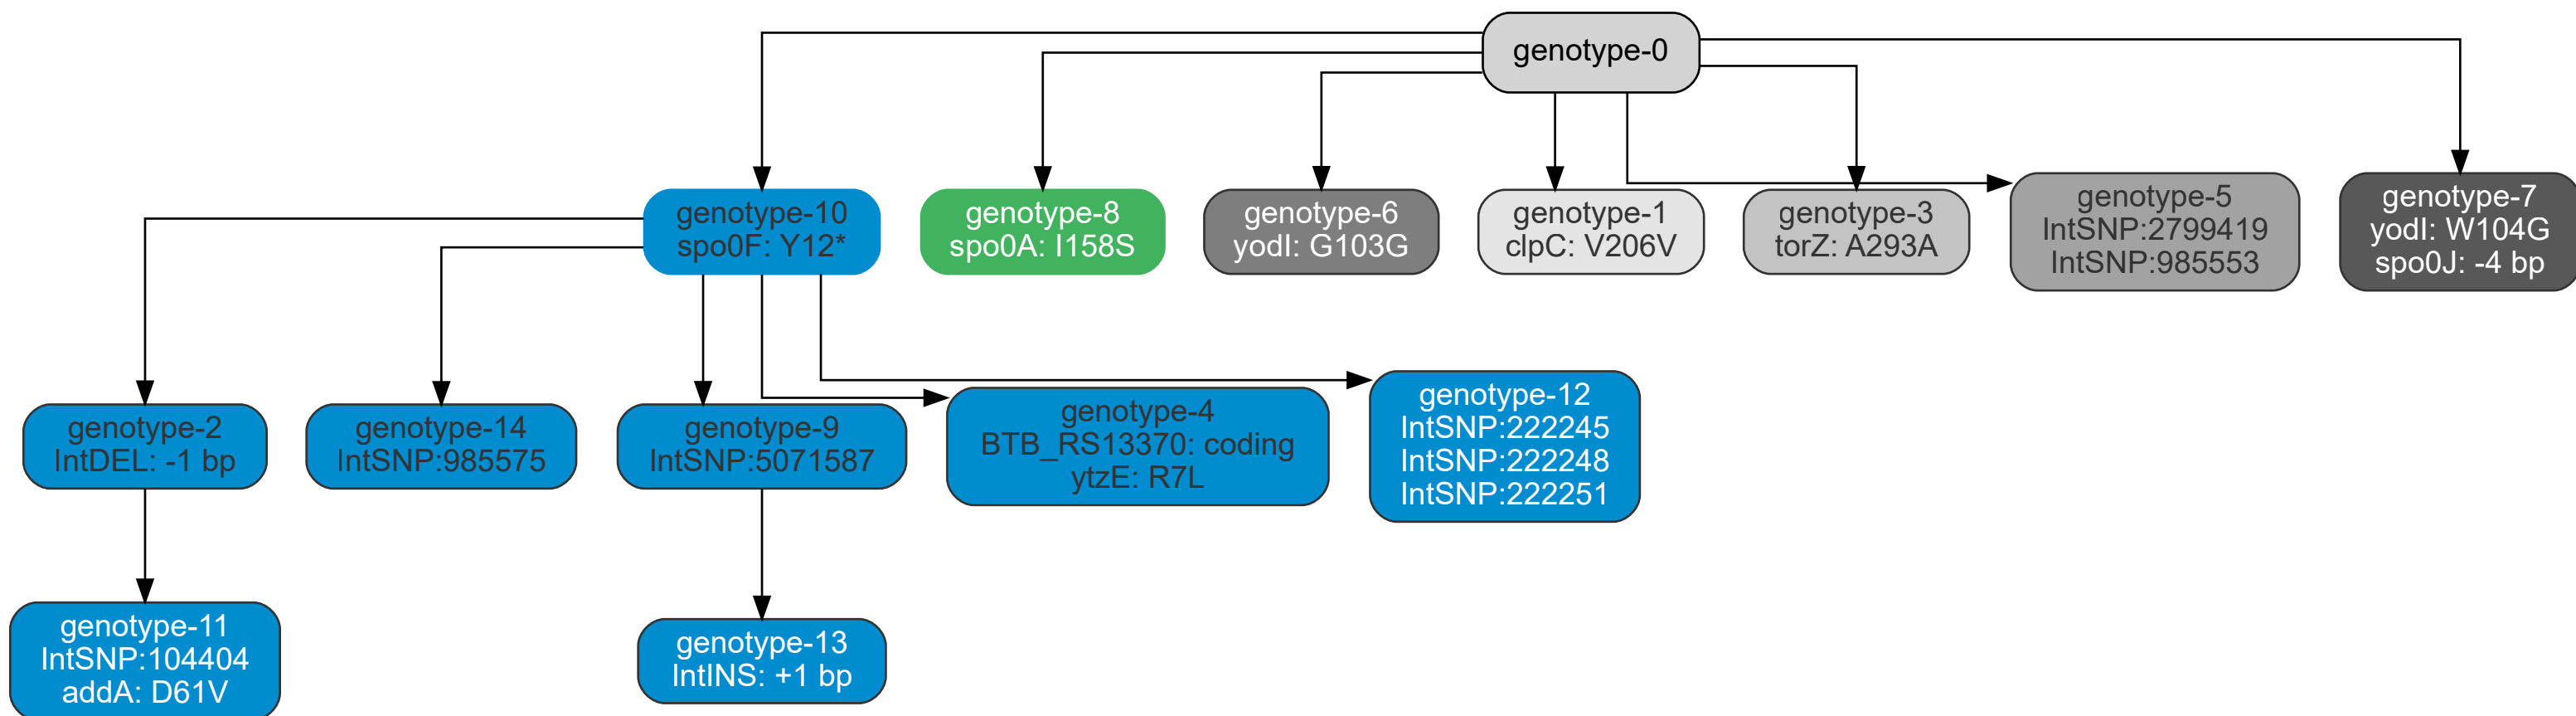 genotype-0
genotype-10
spo0F: Y12*
genotype-8
spo0A: I158S
genotype-6
yodI: G103G
genotype-1
clpC: V206V
genotype-3
torZ: A293A
genotype-5
IntSNP:2799419
IntSNP:985553
genotype-7
yodI: W104G
spo0J: -4 bp
genotype-2
IntDEL: -1 bp
genotype-14
IntSNP:985575
genotype-9
IntSNP:5071587
genotype-4
BTB_RS13370: coding
ytzE: R7L
genotype-12
IntSNP:222245
IntSNP:222248
IntSNP:222251
genotype-11
IntSNP:104404
addA: D61V
genotype-13
IntINS: +1 bp